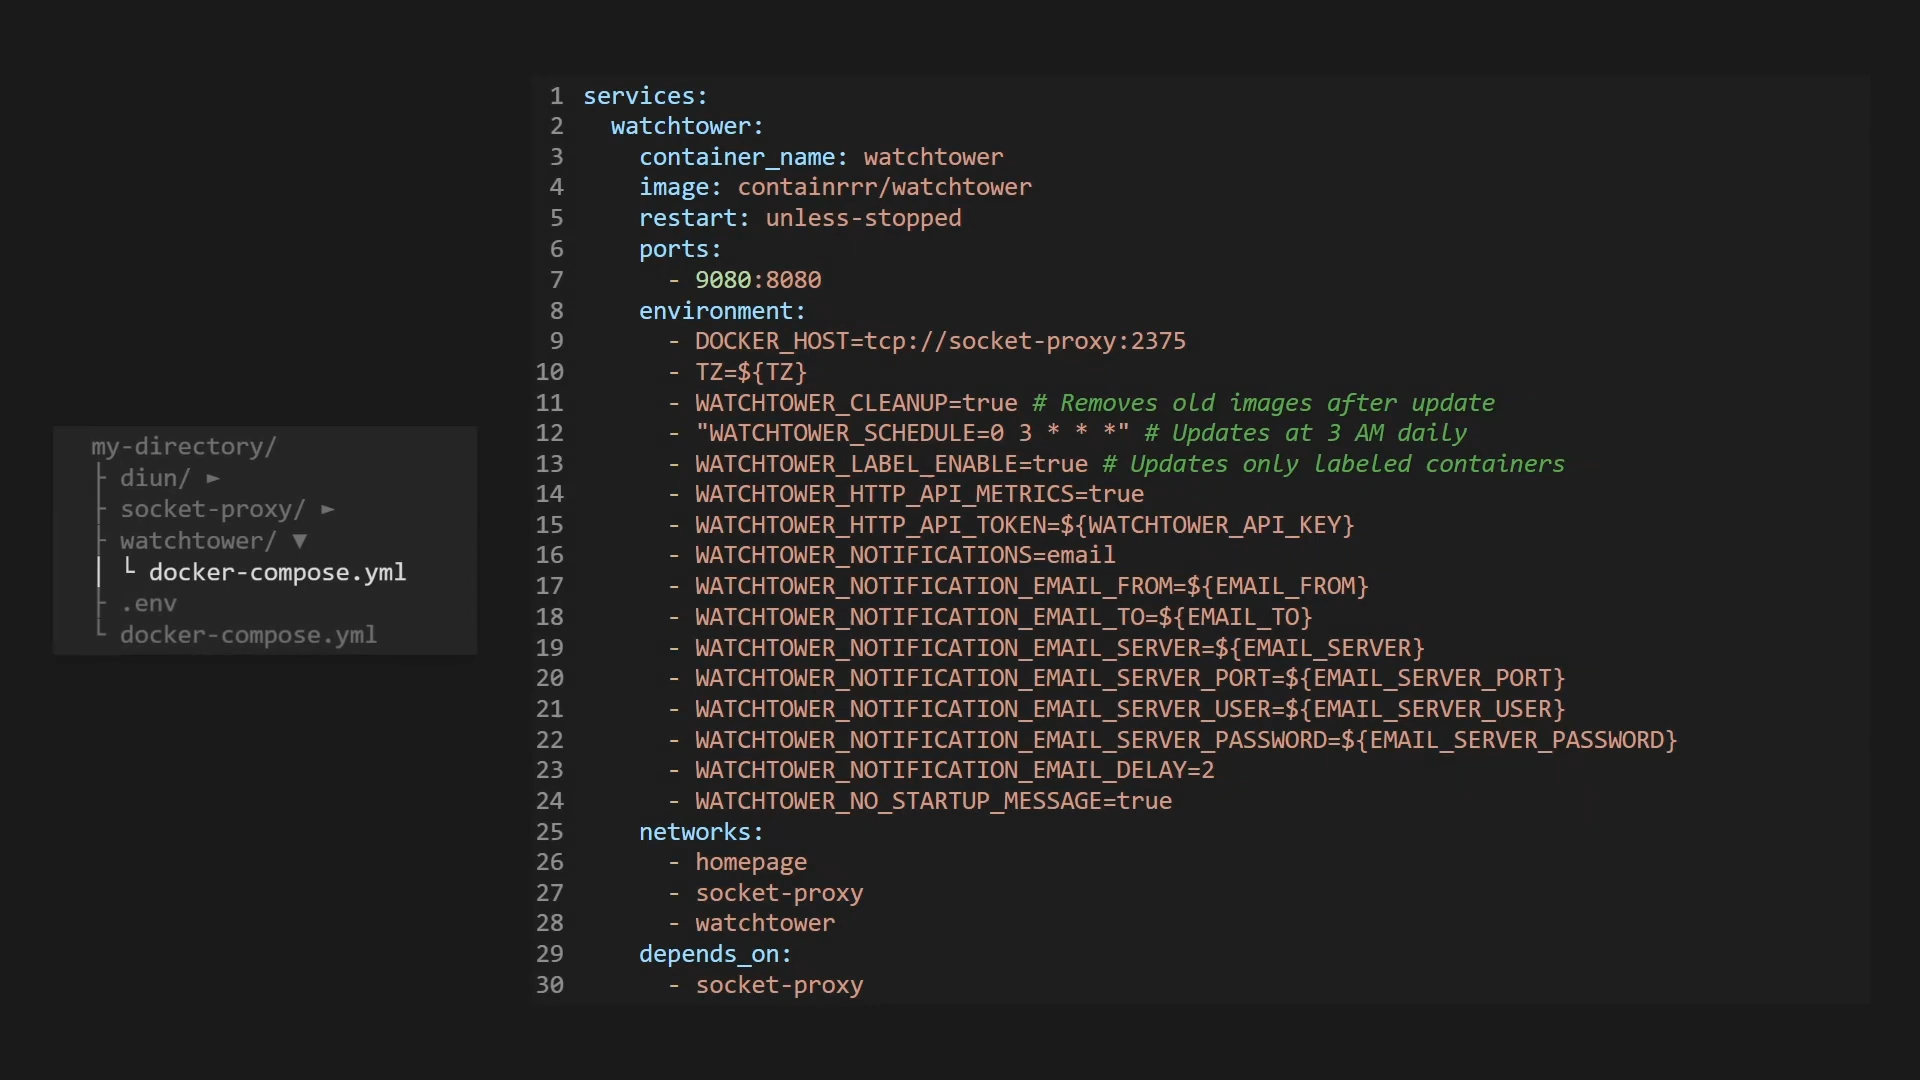 my-directory/
├ diun/ ►
├ socket-proxy/ ►
├ watchtower/ ▼
│ └ docker-compose.yml
├ .env
└ docker-compose.yml
1 services:
2   watchtower:
3     container_name: watchtower
4     image: containrrr/watchtower
5     restart: unless-stopped
6     ports:
7       - 9080:8080
8     environment:
9       - DOCKER_HOST=tcp://socket-proxy:2375
10       - TZ=${TZ}
11       - WATCHTOWER_CLEANUP=true # Removes old images after update
12       - "WATCHTOWER_SCHEDULE=0 3 * * *" # Updates at 3 AM daily
13       - WATCHTOWER_LABEL_ENABLE=true # Updates only labeled containers
14       - WATCHTOWER_HTTP_API_METRICS=true
15       - WATCHTOWER_HTTP_API_TOKEN=${WATCHTOWER_API_KEY}
16       - WATCHTOWER_NOTIFICATIONS=email
17       - WATCHTOWER_NOTIFICATION_EMAIL_FROM=${EMAIL_FROM}
18       - WATCHTOWER_NOTIFICATION_EMAIL_TO=${EMAIL_TO}
19       - WATCHTOWER_NOTIFICATION_EMAIL_SERVER=${EMAIL_SERVER}
20       - WATCHTOWER_NOTIFICATION_EMAIL_SERVER_PORT=${EMAIL_SERVER_PORT}
21       - WATCHTOWER_NOTIFICATION_EMAIL_SERVER_USER=${EMAIL_SERVER_USER}
22       - WATCHTOWER_NOTIFICATION_EMAIL_SERVER_PASSWORD=${EMAIL_SERVER_PASSWORD}
23       - WATCHTOWER_NOTIFICATION_EMAIL_DELAY=2
24       - WATCHTOWER_NO_STARTUP_MESSAGE=true
25     networks:
26       - homepage
27       - socket-proxy
28       - watchtower
29     depends_on:
30       - socket-proxy